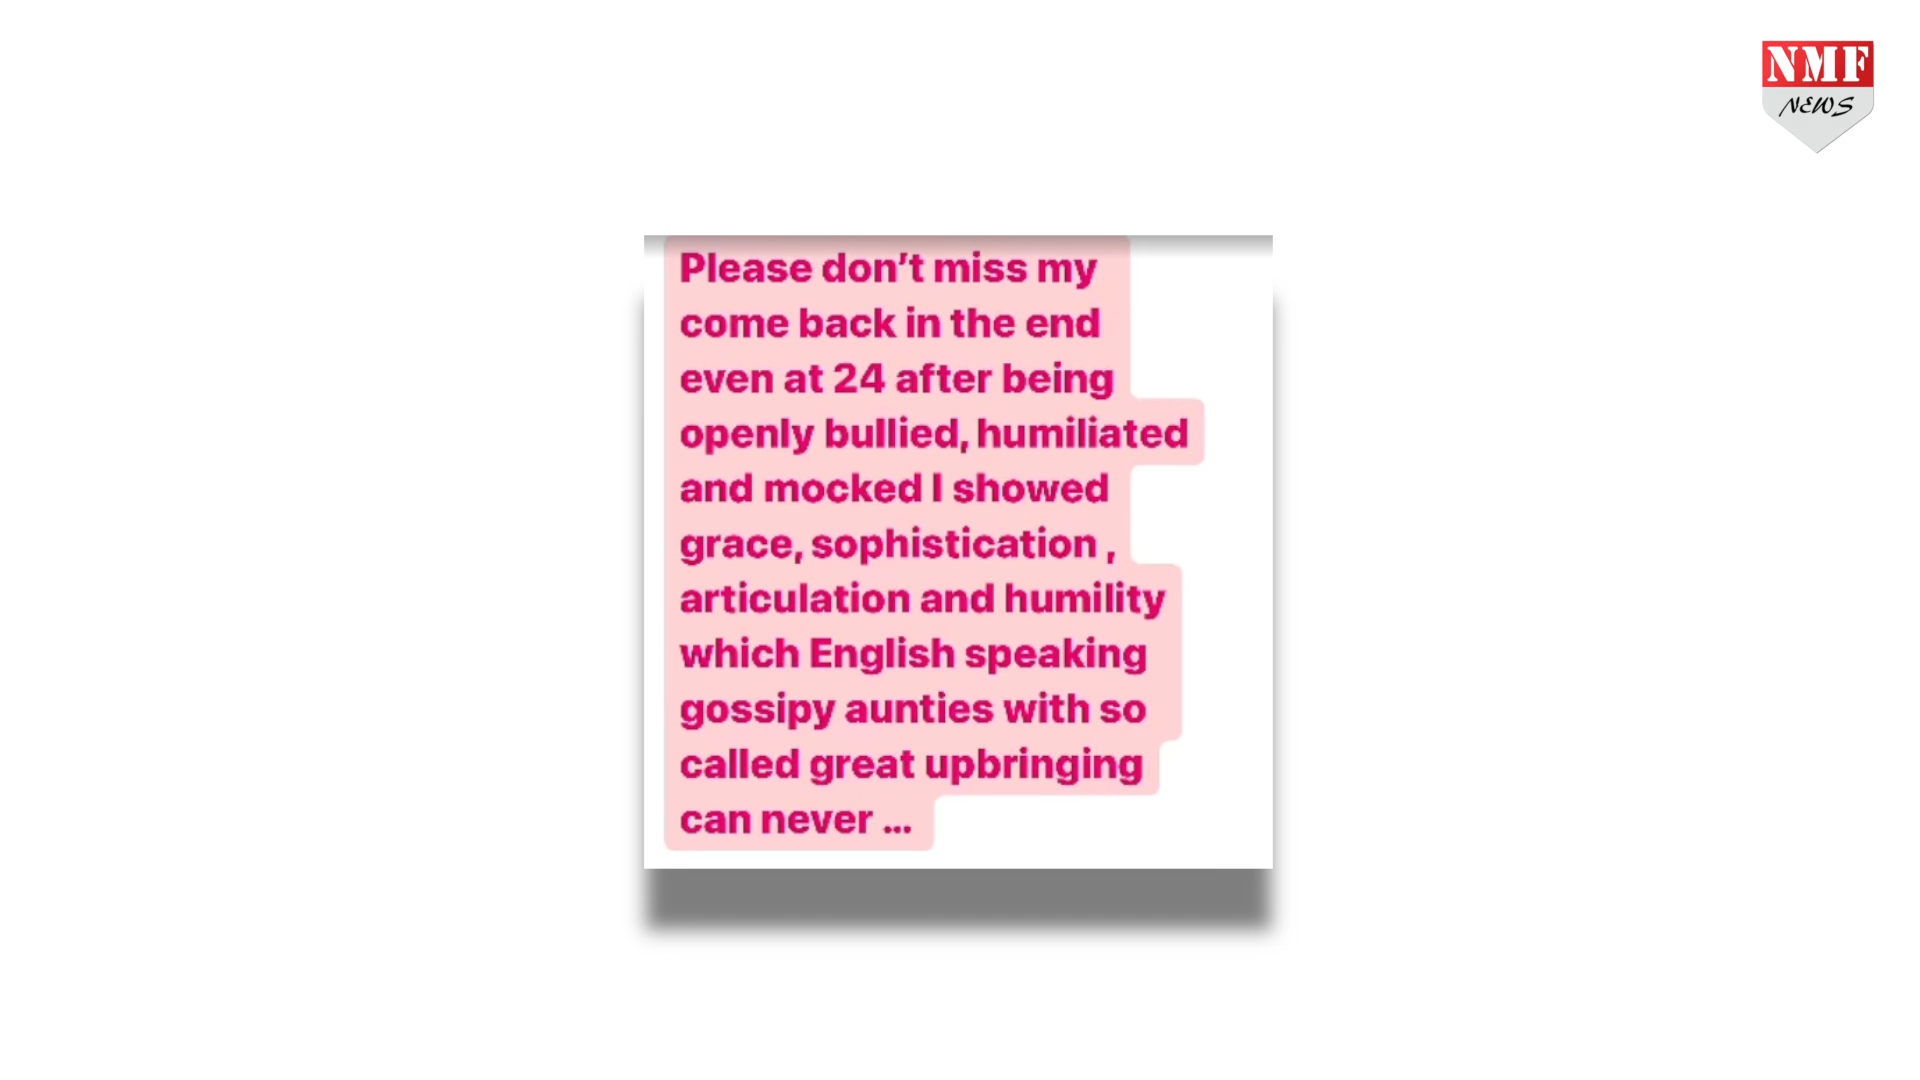 NMF
NEWS
Please don’t miss my
come back in the end
even at 24 after being
openly bullied, humiliated
and mocked I showed
grace, sophistication ,
articulation and humility
which English speaking
gossipy aunties with so
called great upbringing
can never ...